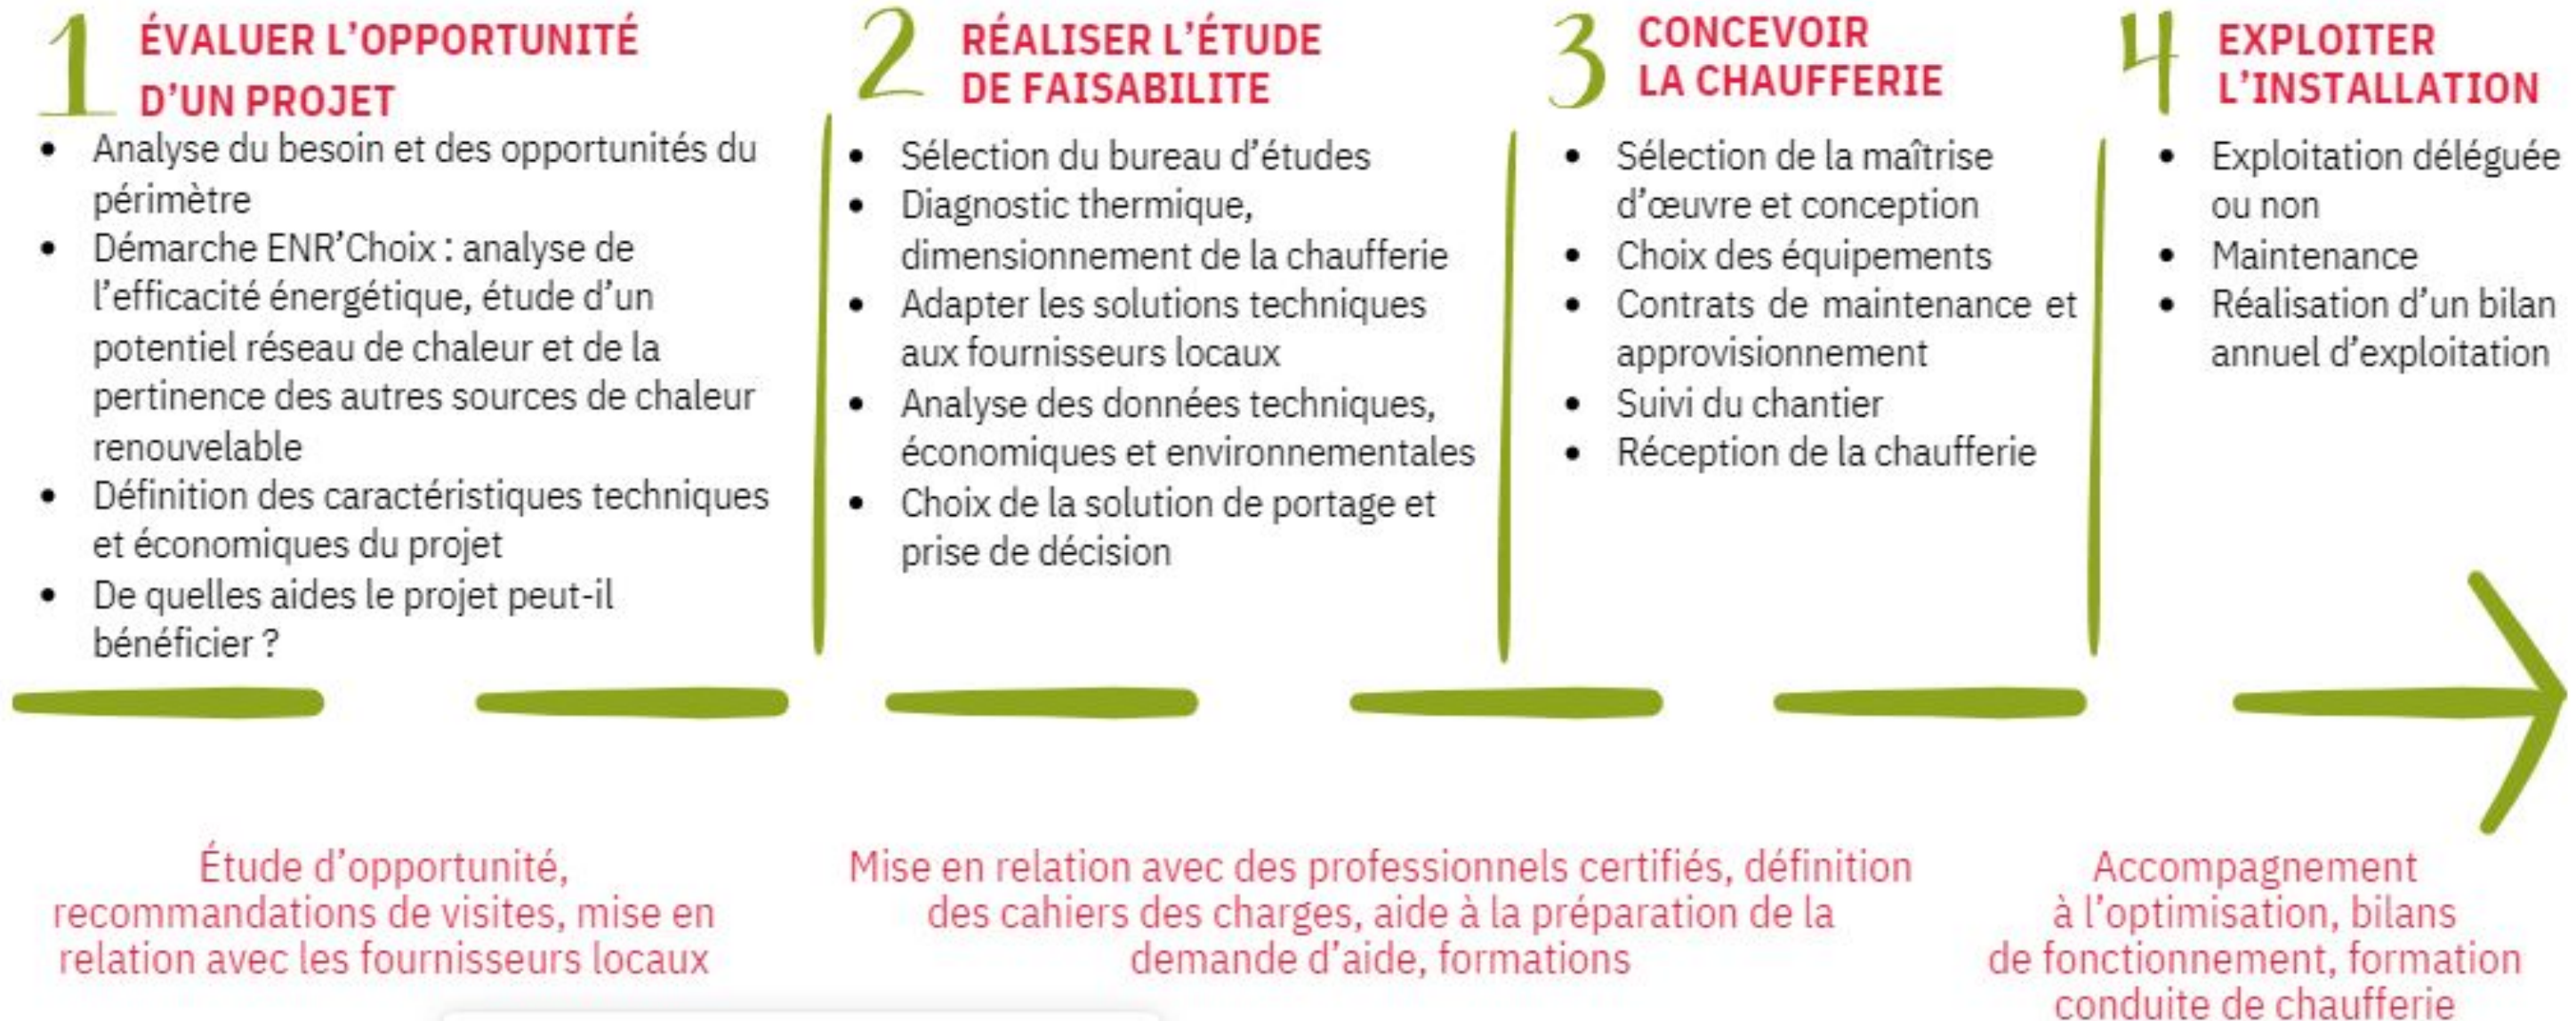 1
ÉVALUER L'OPPORTUNITÉ
D'UN PROJET
• Analyse du besoin et des opportunités du
périmètre
• Démarche ENR'Choix : analyse de
l'efficacité énergétique, étude d'un
potentiel réseau de chaleur et de la
pertinence des autres sources de chaleur
renouvelable
• Définition des caractéristiques techniques
et économiques du projet
• De quelles aides le projet peut-il
bénéficier ?
2
RÉALISER L'ÉTUDE
DE FAISABILITE
• Sélection du bureau d'études
• Diagnostic thermique,
dimensionnement de la chaufferie
• Adapter les solutions techniques
aux fournisseurs locaux
• Analyse des données techniques,
économiques et environnementales
• Choix de la solution de portage et
prise de décision
3
CONCEVOIR
LA CHAUFFERIE
• Sélection de la maîtrise
d'œuvre et conception
• Choix des équipements
• Contrats de maintenance et
approvisionnement
• Suivi du chantier
• Réception de la chaufferie
4
EXPLOITER
L'INSTALLATION
• Exploitation déléguée
ou non
• Maintenance
• Réalisation d'un bilan
annuel d'exploitation
Étude d'opportunité,
recommandations de visites, mise en
relation avec les fournisseurs locaux
Mise en relation avec des professionnels certifiés, définition
des cahiers des charges, aide à la préparation de la
demande d'aide, formations
Accompagnement
à l'optimisation, bilans
de fonctionnement, formation
conduite de chaufferie